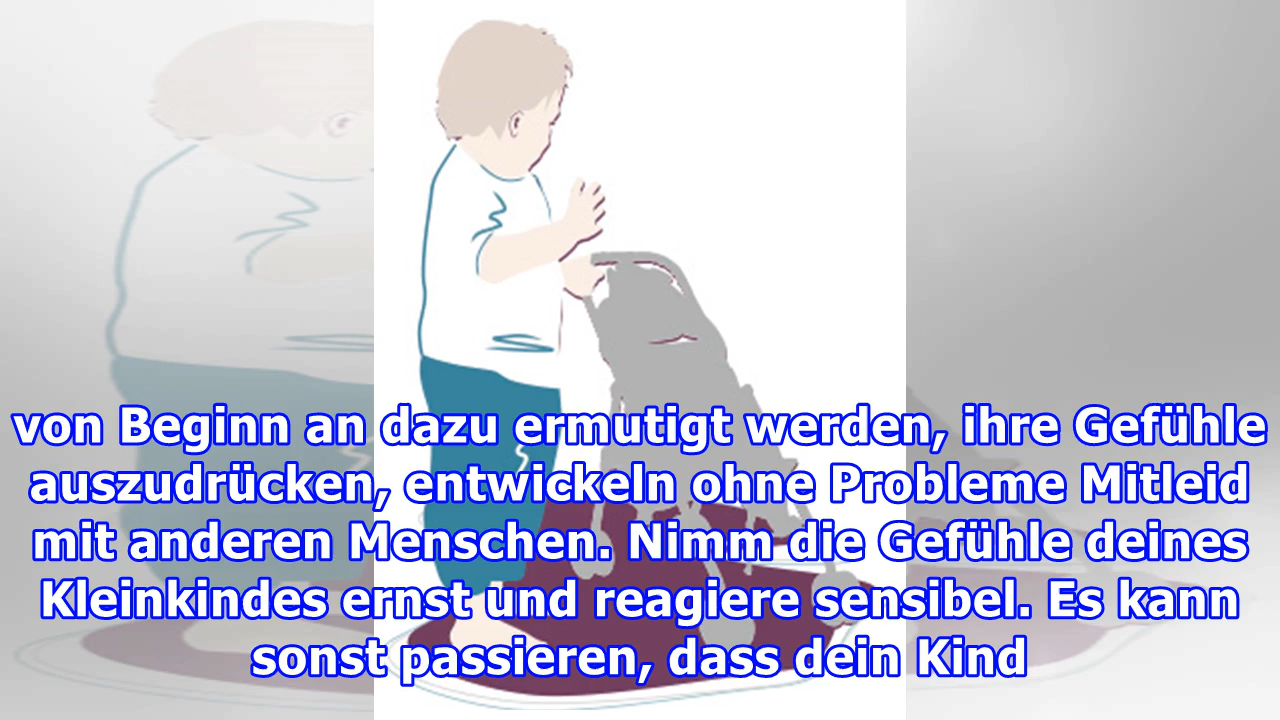 von Beginn an dazu ermutigt werden, ihre Gefühle
auszudrücken, entwickeln ohne Probleme Mitleid
mit anderen Menschen. Nimm die Gefühle deines
Kleinkindes ernst und reagiere sensibel. Es kann
sonst passieren, dass dein Kind